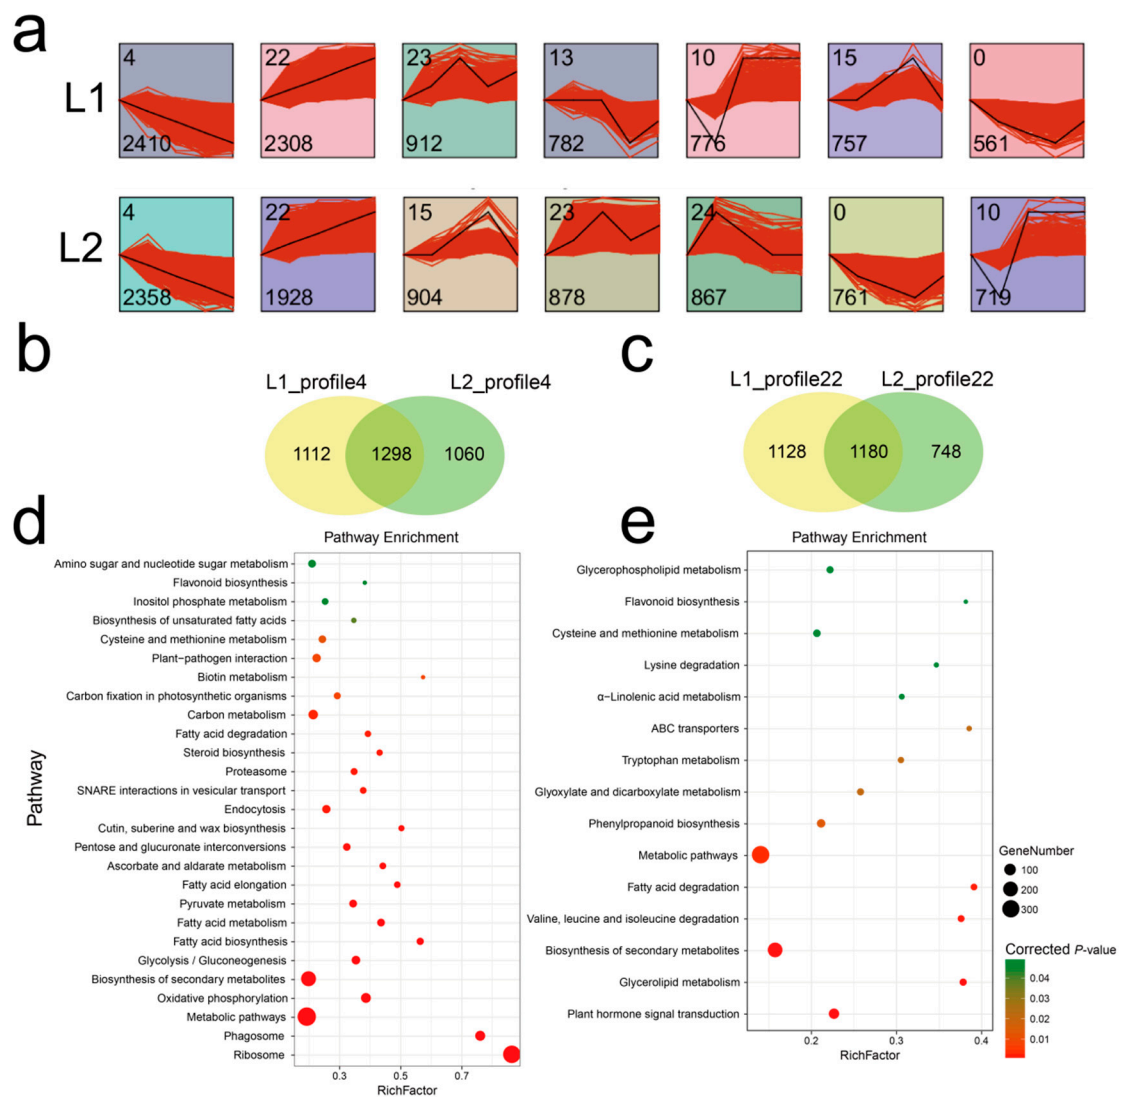 a
L1
4
2410
22
2308
23
912
13
782
10
776
15
757
0
561
L2
4
2358
22
1928
15
904
23
878
24
867
0
761
10
719
b
L1_profile4
L2_profile4
1112
1298
1060
c
L1_profile22
L2_profile22
1128
1180
748
d
Pathway Enrichment
Pathway
Amino sugar and nucleotide sugar metabolism
Flavonoid biosynthesis
Inositol phosphate metabolism
Biosynthesis of unsaturated fatty acids
Cysteine and methionine metabolism
Plant−pathogen interaction
Biotin metabolism
Carbon fixation in photosynthetic organisms
Carbon metabolism
Fatty acid degradation
Steroid biosynthesis
Proteasome
SNARE interactions in vesicular transport
Endocytosis
Cutin, suberine and wax biosynthesis
Pentose and glucuronate interconversions
Ascorbate and aldarate metabolism
Fatty acid elongation
Pyruvate metabolism
Fatty acid metabolism
Fatty acid biosynthesis
Glycolysis / Gluconeogenesis
Biosynthesis of secondary metabolites
Oxidative phosphorylation
Metabolic pathways
Phagosome
Ribosome
0.3 0.5 0.7
RichFactor
e
Pathway Enrichment
Glycerophospholipid metabolism
Flavonoid biosynthesis
Cysteine and methionine metabolism
Lysine degradation
α−Linolenic acid metabolism
ABC transporters
Tryptophan metabolism
Glyoxylate and dicarboxylate metabolism
Phenylpropanoid biosynthesis
Metabolic pathways
Fatty acid degradation
Valine, leucine and isoleucine degradation
Biosynthesis of secondary metabolites
Glycerolipid metabolism
Plant hormone signal transduction
0.2 0.3 0.4
RichFactor
GeneNumber
100
200
300
Corrected P-value
0.04
0.03
0.02
0.01